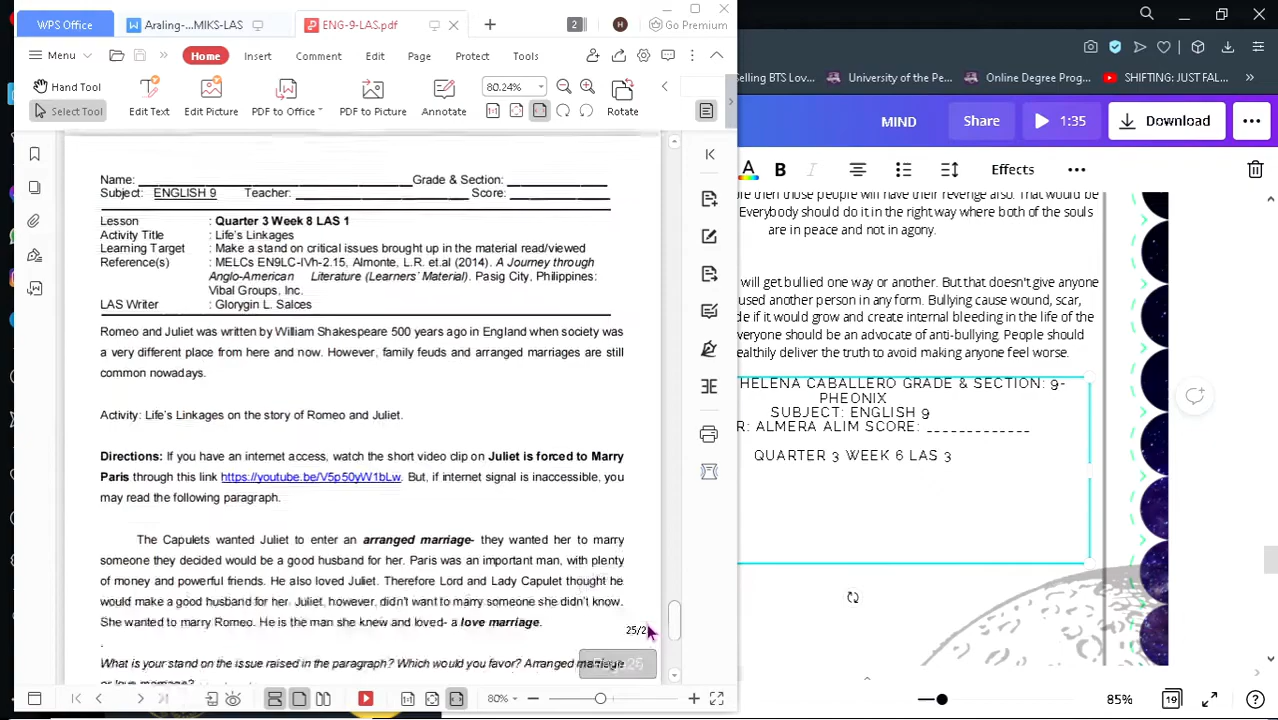 WPS Office
Araling-...MIKS-LAS
ENG-9-LAS.pdf
2
H
Go Premium
Menu
Home
Insert
Comment
Edit
Page
Protect
Tools
Hand Tool
Select Tool
Edit Text
Edit Picture
PDF to Office
PDF to Picture
Annotate
80.24%
Rotate
Name: Grade & Section:
Subject: ENGLISH 9 Teacher: Score:
Lesson : Quarter 3 Week 8 LAS 1
Activity Title : Life's Linkages
Learning Target : Make a stand on critical issues brought up in the material read/viewed
Reference(s) : MELCs EN9LC-IVh-2.15, Almonte, L.R. et.al (2014). A Journey through
Anglo-American Literature (Learners' Material). Pasig City, Philippines:
Vibal Groups, Inc.
LAS Writer : Glorygin L. Salces
Romeo and Juliet was written by William Shakespeare 500 years ago in England when society was
a very different place from here and now. However, family feuds and arranged marriages are still
common nowadays.
Activity: Life's Linkages on the story of Romeo and Juliet.
Directions: If you have an internet access, watch the short video clip on Juliet is forced to Marry
Paris through this link https://youtube.be/V5p50yW1bLw. But, if internet signal is inaccessible, you
may read the following paragraph.
The Capulets wanted Juliet to enter an arranged marriage- they wanted her to marry
someone they decided would be a good husband for her. Paris was an important man, with plenty
of money and powerful friends. He also loved Juliet. Therefore Lord and Lady Capulet thought he
would make a good husband for her. Juliet, however, didn't want to marry someone she didn't know.
She wanted to marry Romeo. He is the man she knew and loved- a love marriage.
.
What is your stand on the issue raised in the paragraph? Which would you favor? Arranged marriage
or love marriage?
25/2
80%
elling BTS Lov...
University of the Pe...
Online Degree Prog...
SHIFTING: JUST FAL...
MIND
Share
1:35
Download
A
B
I
Effects
e then those people will have their revenge also. That would be
Everybody should do it in the right way where both of the souls
are in peace and not in agony.
will get bullied one way or another. But that doesn't give anyone
used another person in any form. Bullying cause wound, scar,
de if it would grow and create internal bleeding in the life of the
veryone should be an advocate of anti-bullying. People should
ealthily deliver the truth to avoid making anyone feel worse.
HELENA CABALLERO GRADE & SECTION: 9-
PHEONIX
SUBJECT: ENGLISH 9
R: ALMERA ALIM SCORE: _____________
QUARTER 3 WEEK 6 LAS 3
85%
19